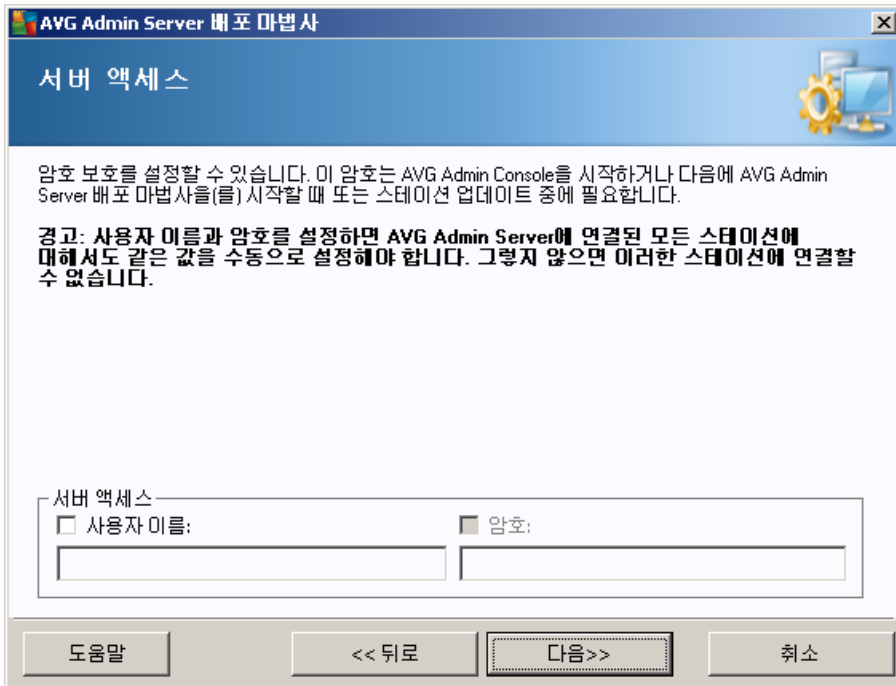 AVG Admin Server 배포 마법사
서버 액세스
암호 보호를 설정할 수 있습니다. 이 암호는 AVG Admin Console을 시작하거나 다음에 AVG Admin
Server 배포 마법사을(를) 시작할 때 또는 스테이션 업데이트 중에 필요합니다.
경고: 사용자 이름과 암호를 설정하면 AVG Admin Server에 연결된 모든 스테이션에
대해서도 같은 값을 수동으로 설정해야 합니다. 그렇지 않으면 이러한 스테이션에 연결할
수 없습니다.
서버 액세스
사용자 이름:
암호:
도움말
<< 뒤로
다음>>
취소